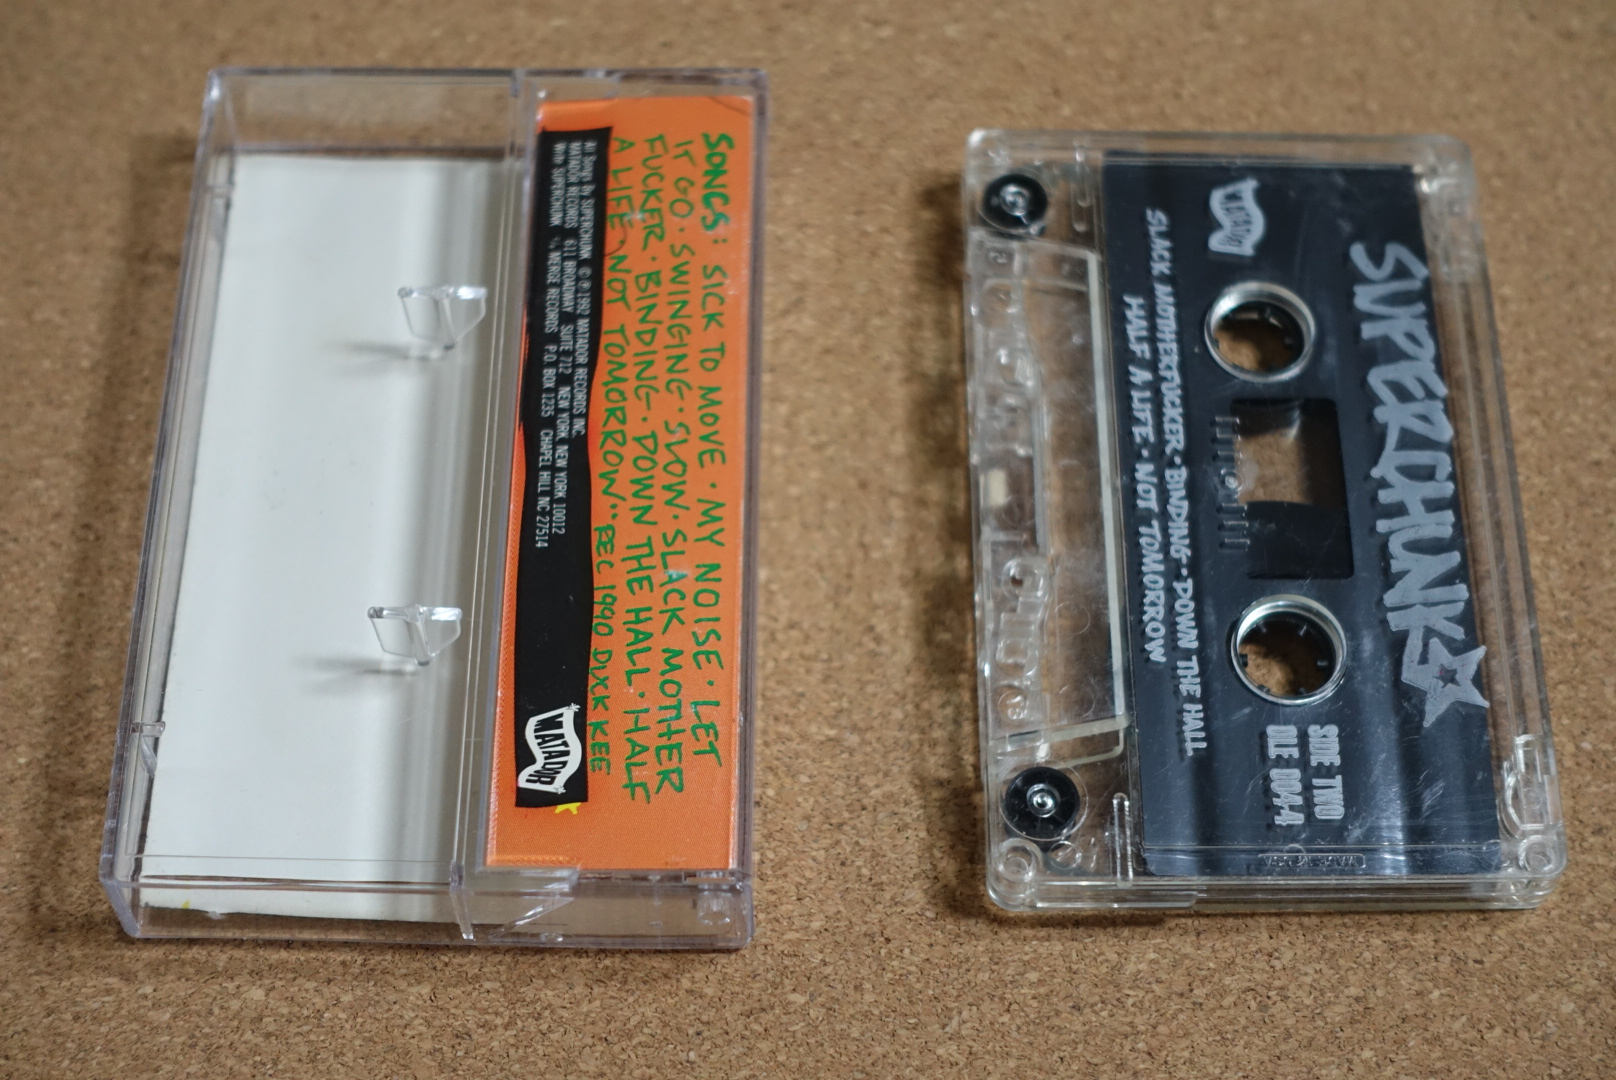 SONGS: SICK TO MOVE · MY NOISE · LET
IT GO · SWINGING · SLOW · SLACK MOTHER
FUCKER · BINDING · DOWN THE HALL · HALF
A LIFE · NOT TOMORROW ·· DEC 1990 DUCK KEE
All Songs By SUPERCHUNK © ℗ 1992 MATADOR RECORDS INC.
MATADOR RECORDS 611 BROADWAY SUITE 712 NEW YORK NEW YORK 10012
Write SUPERCHUNK % MERGE RECORDS P.O. BOX 1235 CHAPEL HILL NC 27514
MATADOR
SUPERCHUNK
MATADOR
SIDE TWO
OLE 004-4
SLACK MOTHERFUCKER · BINDING · DOWN THE HALL
HALF A LIFE · NOT TOMORROW